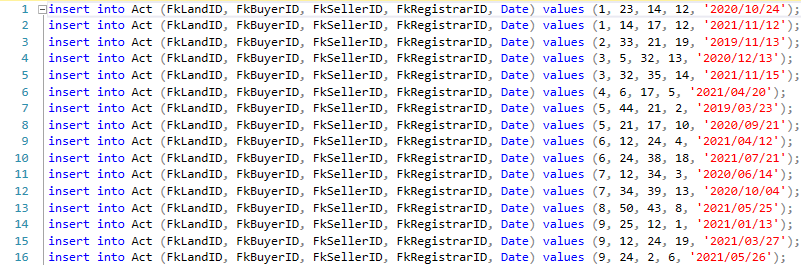 1 insert into Act (FkLandID, FkBuyerID, FkSellerID, FkRegistrarID, Date) values (1, 23, 14, 12, '2020/10/24');
2 insert into Act (FkLandID, FkBuyerID, FkSellerID, FkRegistrarID, Date) values (1, 14, 17, 12, '2021/11/12');
3 insert into Act (FkLandID, FkBuyerID, FkSellerID, FkRegistrarID, Date) values (2, 33, 21, 19, '2019/11/13');
4 insert into Act (FkLandID, FkBuyerID, FkSellerID, FkRegistrarID, Date) values (3, 5, 32, 13, '2020/12/13');
5 insert into Act (FkLandID, FkBuyerID, FkSellerID, FkRegistrarID, Date) values (3, 32, 35, 14, '2021/11/15');
6 insert into Act (FkLandID, FkBuyerID, FkSellerID, FkRegistrarID, Date) values (4, 6, 17, 5, '2021/04/20');
7 insert into Act (FkLandID, FkBuyerID, FkSellerID, FkRegistrarID, Date) values (5, 44, 21, 2, '2019/03/23');
8 insert into Act (FkLandID, FkBuyerID, FkSellerID, FkRegistrarID, Date) values (5, 21, 17, 10, '2020/09/21');
9 insert into Act (FkLandID, FkBuyerID, FkSellerID, FkRegistrarID, Date) values (6, 12, 24, 4, '2021/04/12');
10 insert into Act (FkLandID, FkBuyerID, FkSellerID, FkRegistrarID, Date) values (6, 24, 38, 18, '2021/07/21');
11 insert into Act (FkLandID, FkBuyerID, FkSellerID, FkRegistrarID, Date) values (7, 12, 34, 3, '2020/06/14');
12 insert into Act (FkLandID, FkBuyerID, FkSellerID, FkRegistrarID, Date) values (7, 34, 39, 13, '2020/10/04');
13 insert into Act (FkLandID, FkBuyerID, FkSellerID, FkRegistrarID, Date) values (8, 50, 43, 8, '2021/05/25');
14 insert into Act (FkLandID, FkBuyerID, FkSellerID, FkRegistrarID, Date) values (9, 25, 12, 1, '2021/01/13');
15 insert into Act (FkLandID, FkBuyerID, FkSellerID, FkRegistrarID, Date) values (9, 12, 24, 19, '2021/03/27');
16 insert into Act (FkLandID, FkBuyerID, FkSellerID, FkRegistrarID, Date) values (9, 24, 2, 6, '2021/05/26');